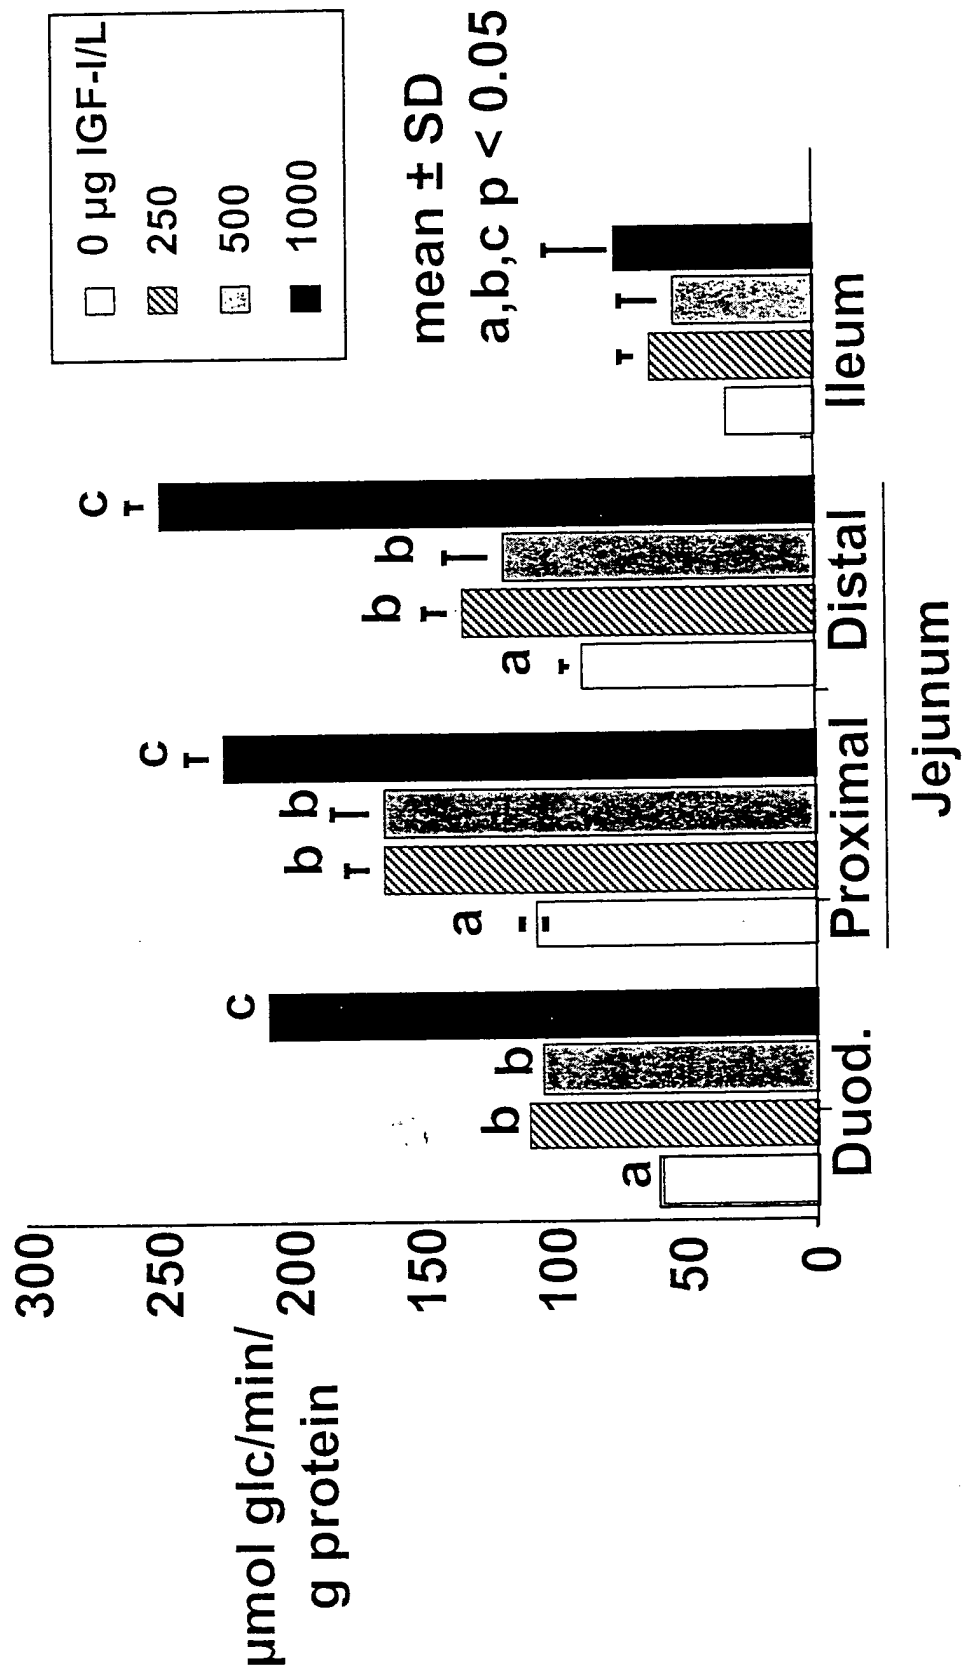 0 µg IGF-I/L
250
500
1000
mean ± SD
a,b,c p < 0.05
300
250
200
150
100
50
0
µmol glc/min/
g protein
a
b
b
c
a
b
b
c
a
b
b
c
Duod.
Proximal
Distal
Ileum
Jejunum